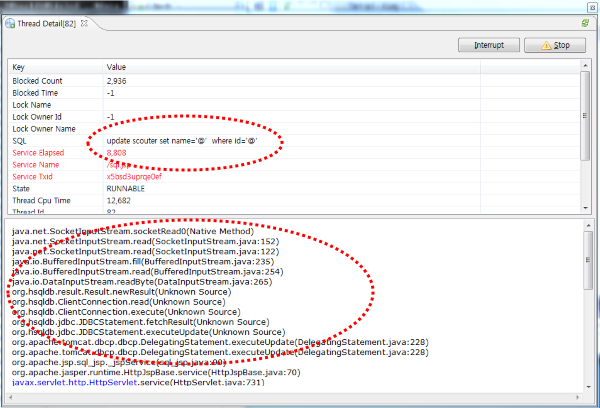 Thread Detail[82]
Interrupt
Stop
Key Value
Blocked Count 2,936
Blocked Time -1
Lock Name
Lock Owner Id -1
Lock Owner Name
SQL update scouter set name='@' where id='@'
Service Elapsed 8,808
Service Name /sql.jsp
Service Txid x5bsd3uprqe0ef
State RUNNABLE
Thread Cpu Time 12,682
Thread Id 82
java.net.SocketInputStream.socketRead0(Native Method)
java.net.SocketInputStream.read(SocketInputStream.java:152)
java.net.SocketInputStream.read(SocketInputStream.java:122)
java.io.BufferedInputStream.fill(BufferedInputStream.java:235)
java.io.BufferedInputStream.read(BufferedInputStream.java:254)
java.io.DataInputStream.readByte(DataInputStream.java:265)
org.hsqldb.result.Result.newResult(Unknown Source)
org.hsqldb.ClientConnection.read(Unknown Source)
org.hsqldb.ClientConnection.execute(Unknown Source)
org.hsqldb.jdbc.JDBCStatement.fetchResult(Unknown Source)
org.hsqldb.jdbc.JDBCStatement.executeUpdate(Unknown Source)
org.apache.tomcat.dbcp.dbcp.DelegatingStatement.executeUpdate(DelegatingStatement.java:228)
org.apache.tomcat.dbcp.dbcp.DelegatingStatement.executeUpdate(DelegatingStatement.java:228)
org.apache.jsp.sql_jsp._jspService(sql_jsp.java:90)
org.apache.jasper.runtime.HttpJspBase.service(HttpJspBase.java:70)
javax.servlet.http.HttpServlet.service(HttpServlet.java:731)